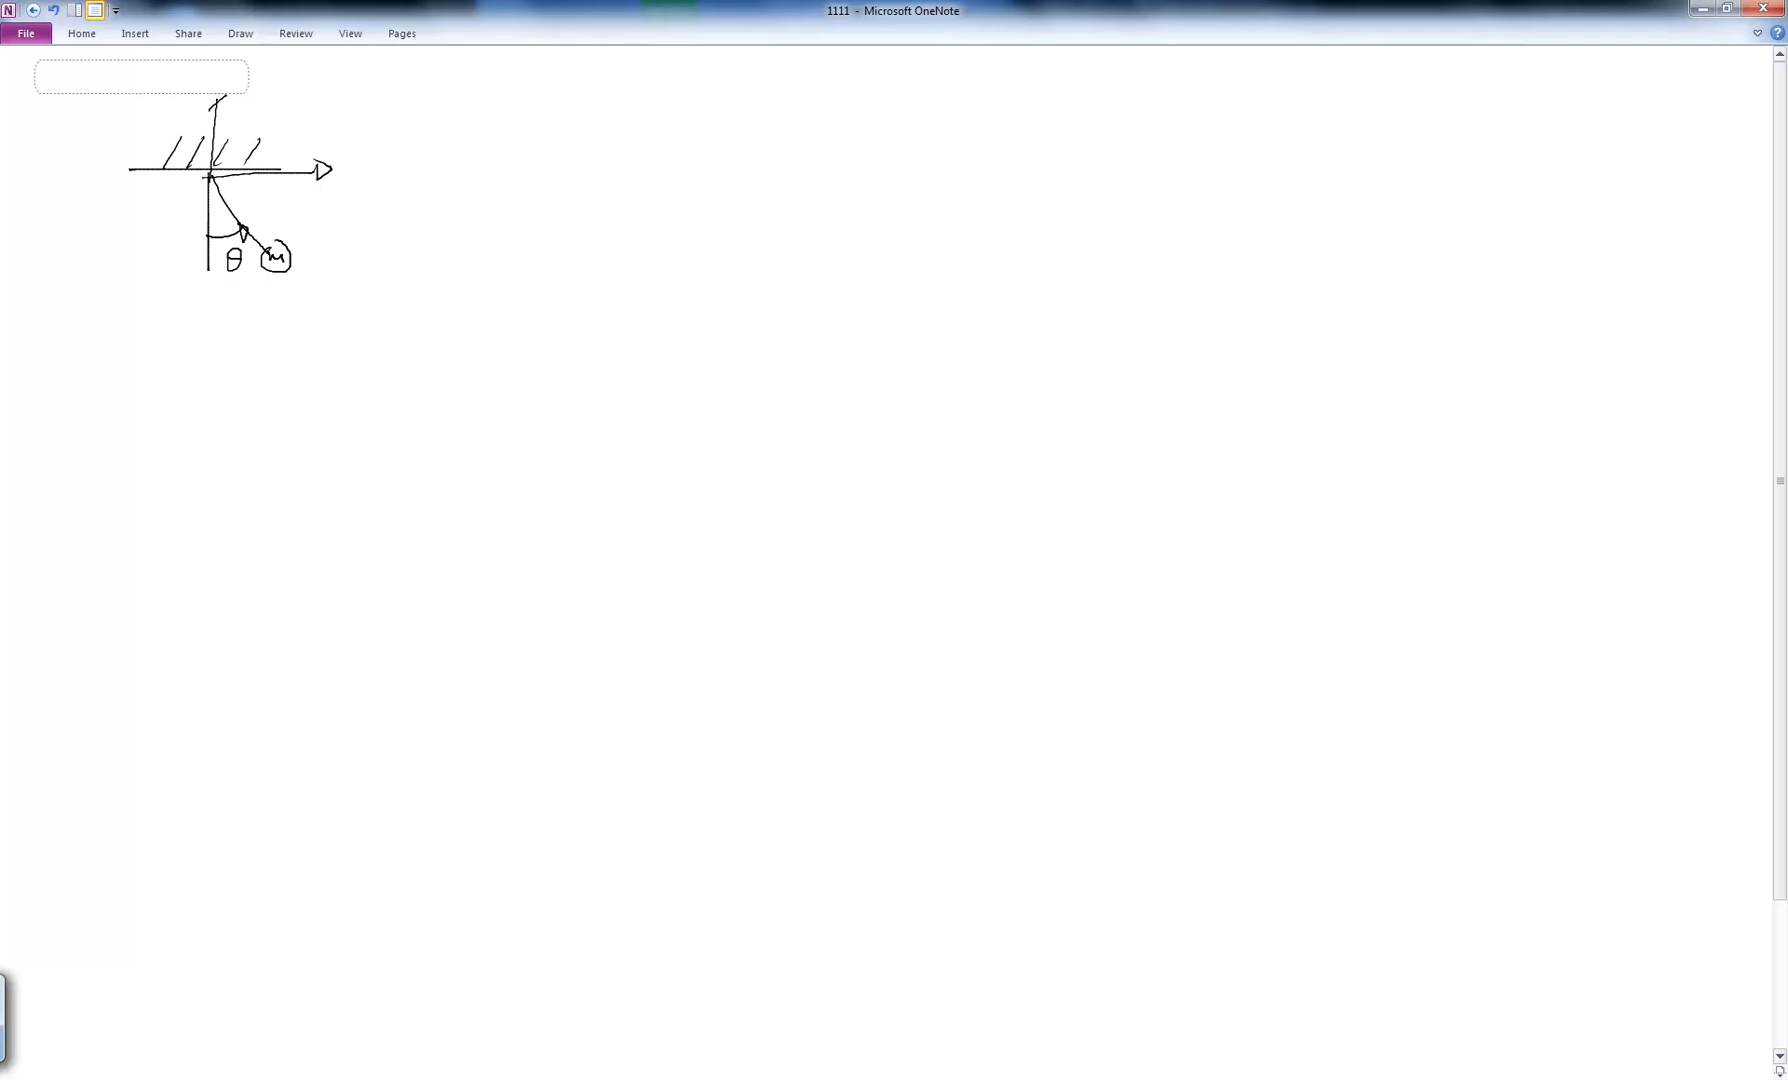 1111 - Microsoft OneNote
File Home Insert Share Draw Review View Pages
θ m